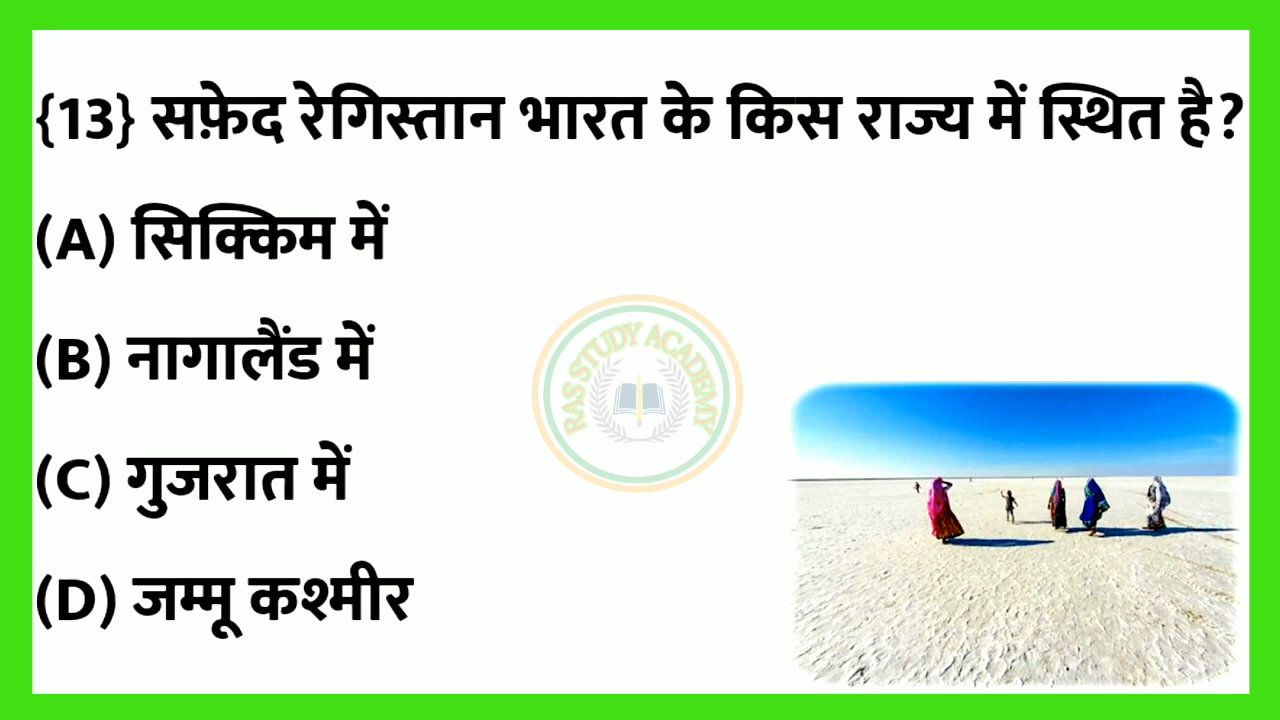 {13} सफ़ेद रेगिस्तान भारत के किस राज्य में स्थित है?
(A) सिक्किम में
(B) नागालैंड में
(C) गुजरात में
(D) जम्मू कश्मीर
RAS STUDY ACADEMY